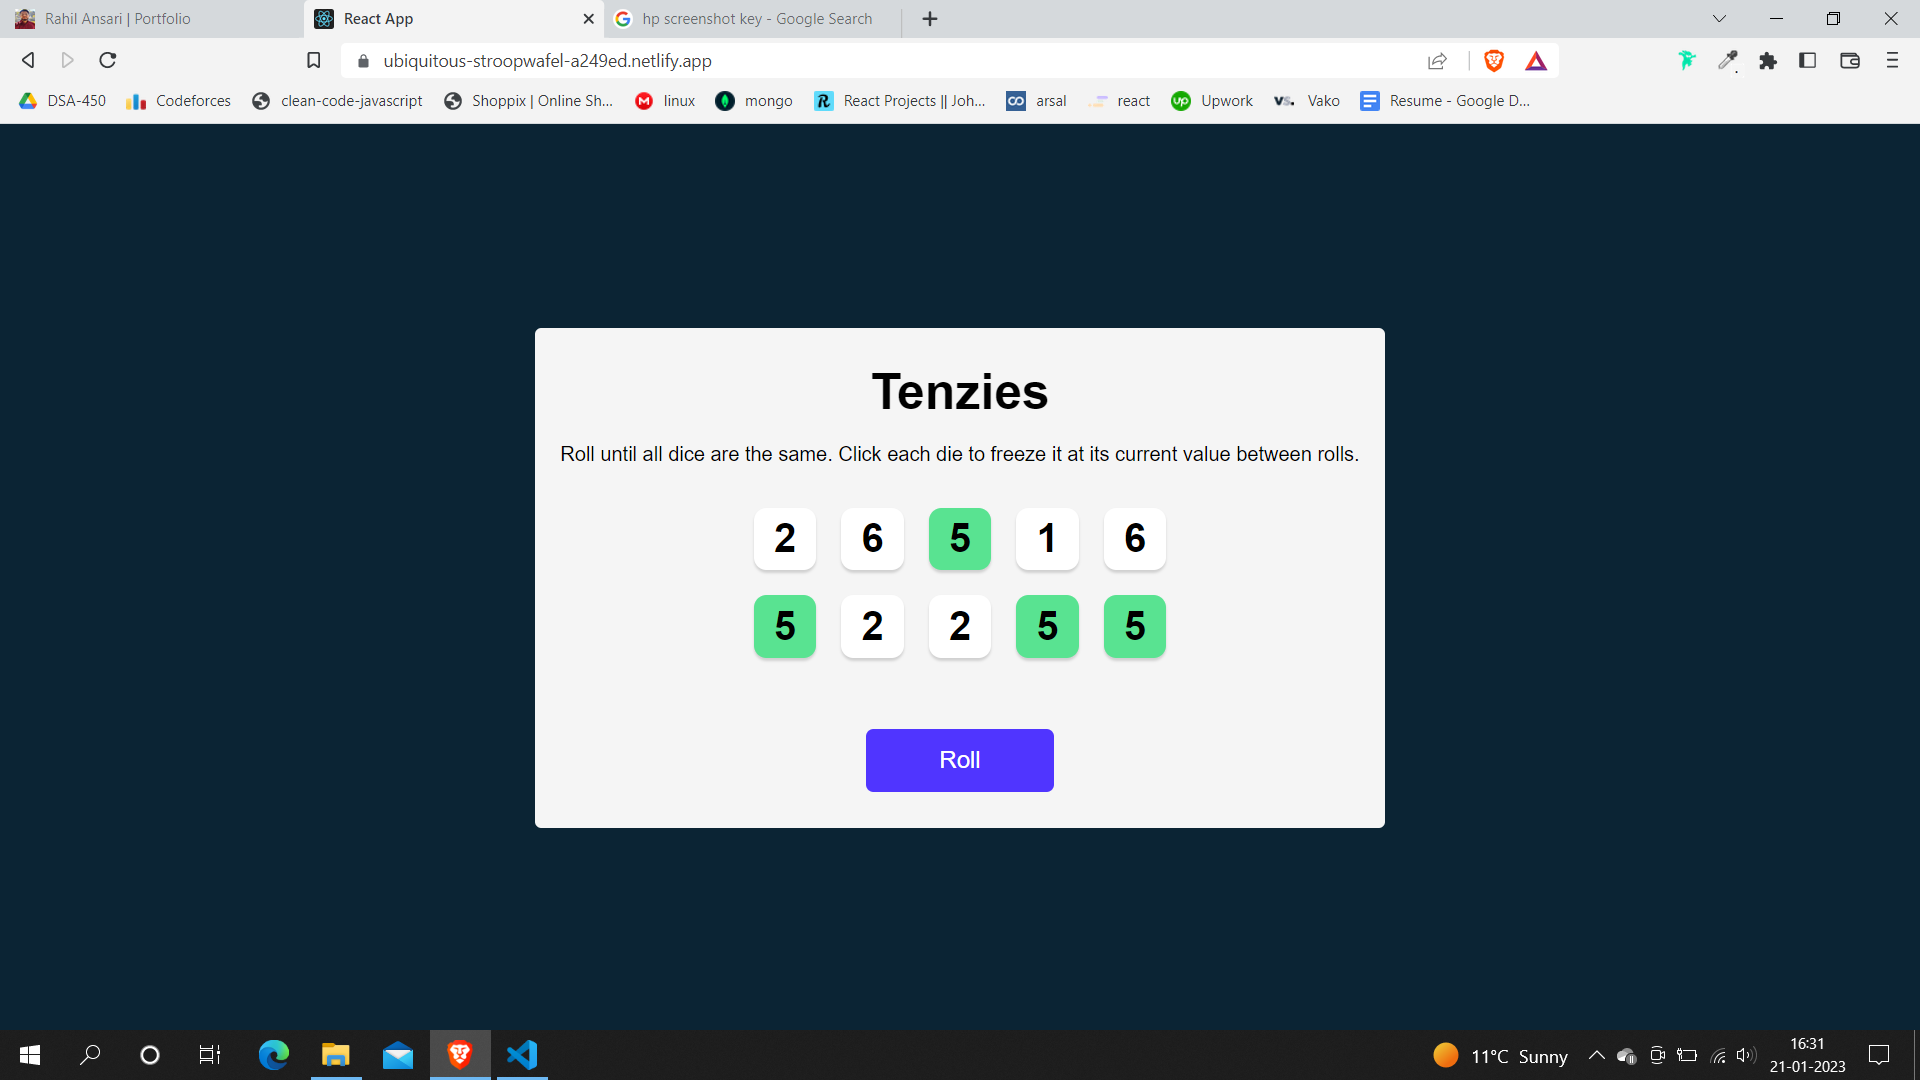 Rahil Ansari | Portfolio
React App
hp screenshot key - Google Search
ubiquitous-stroopwafel-a249ed.netlify.app
DSA-450
Codeforces
clean-code-javascript
Shoppix | Online Sh...
linux
mongo
React Projects || Joh...
arsal
react
Upwork
vs. Vako
Resume - Google D...
Tenzies
Roll until all dice are the same. Click each die to freeze it at its current value between rolls.
2 6 5 1 6
5 2 2 5 5
Roll
11°C Sunny
16:31
21-01-2023